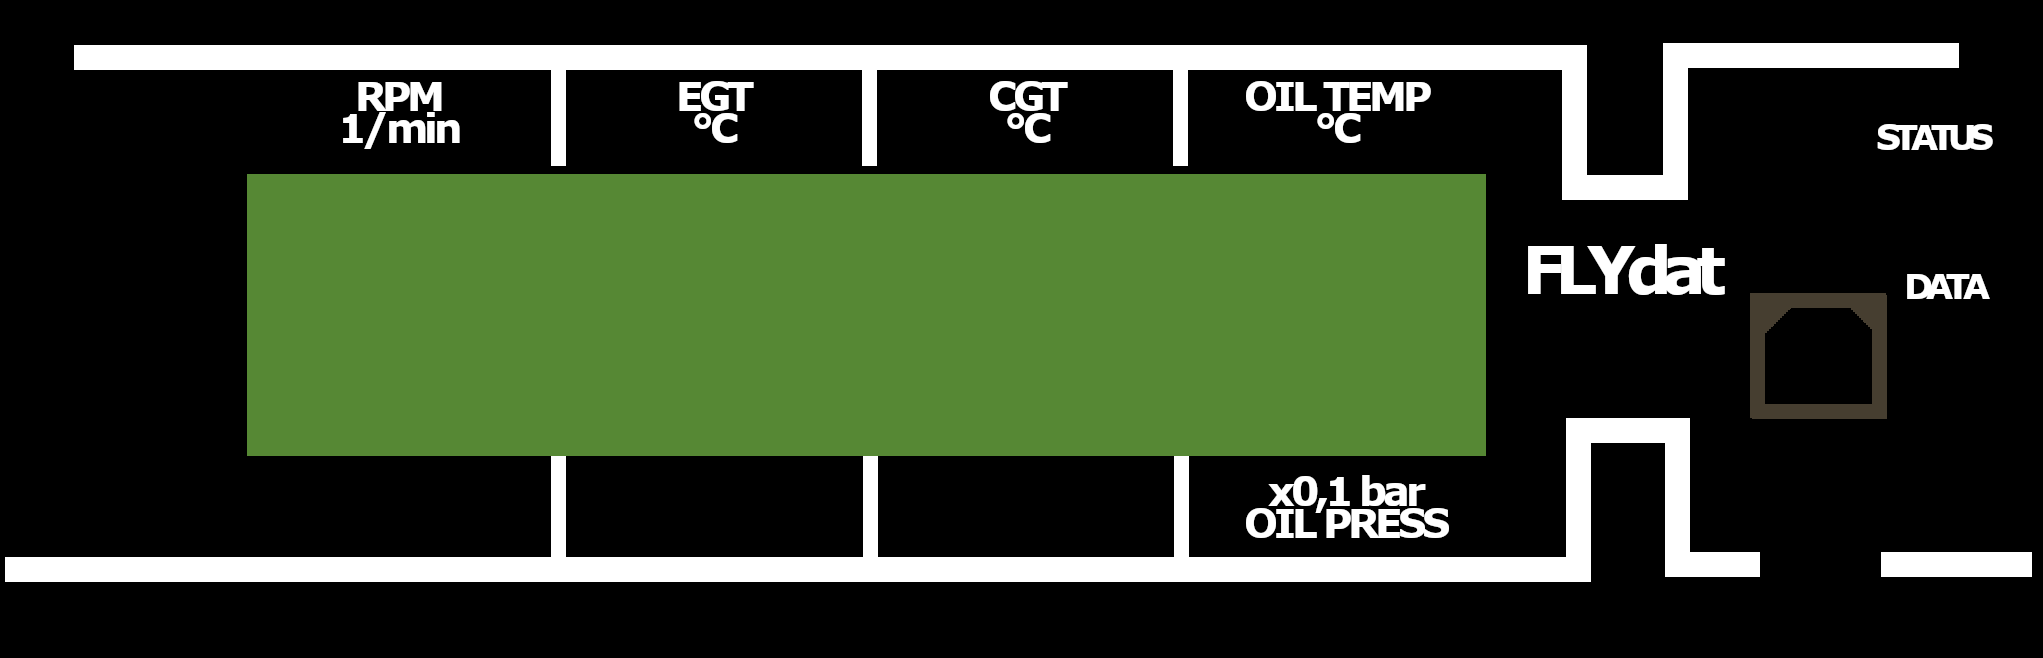 RPM
1/min
EGT
°C
CGT
°C
OIL TEMP
°C
STATUS
FLYdat
DATA
x0,1 bar
OIL PRESS